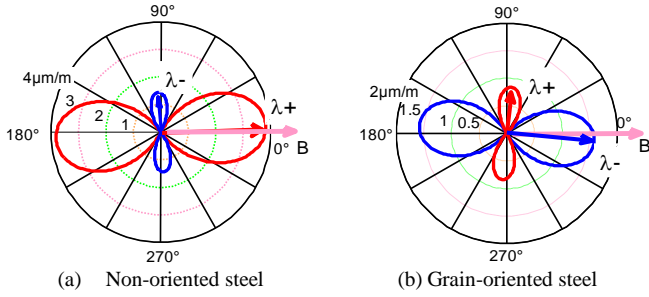 90°
4μm/m
3
2
1
λ-
λ+
180°
0°
B
270°
(a) Non-oriented steel
90°
2μm/m
1.5
1
0.5
λ+
0°
180°
B
λ-
270°
(b) Grain-oriented steel